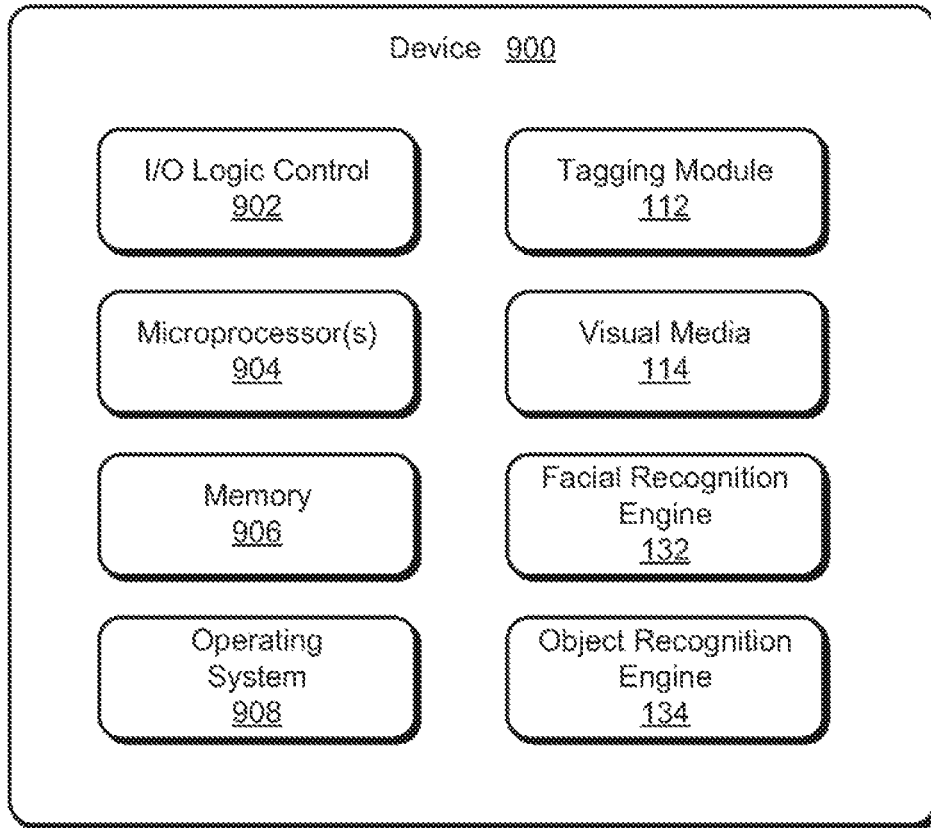 Device 900
I/O Logic Control
902
Tagging Module
112
Microprocessor(s)
904
Visual Media
114
Memory
906
Facial Recognition
Engine
132
Operating
System
908
Object Recognition
Engine
134